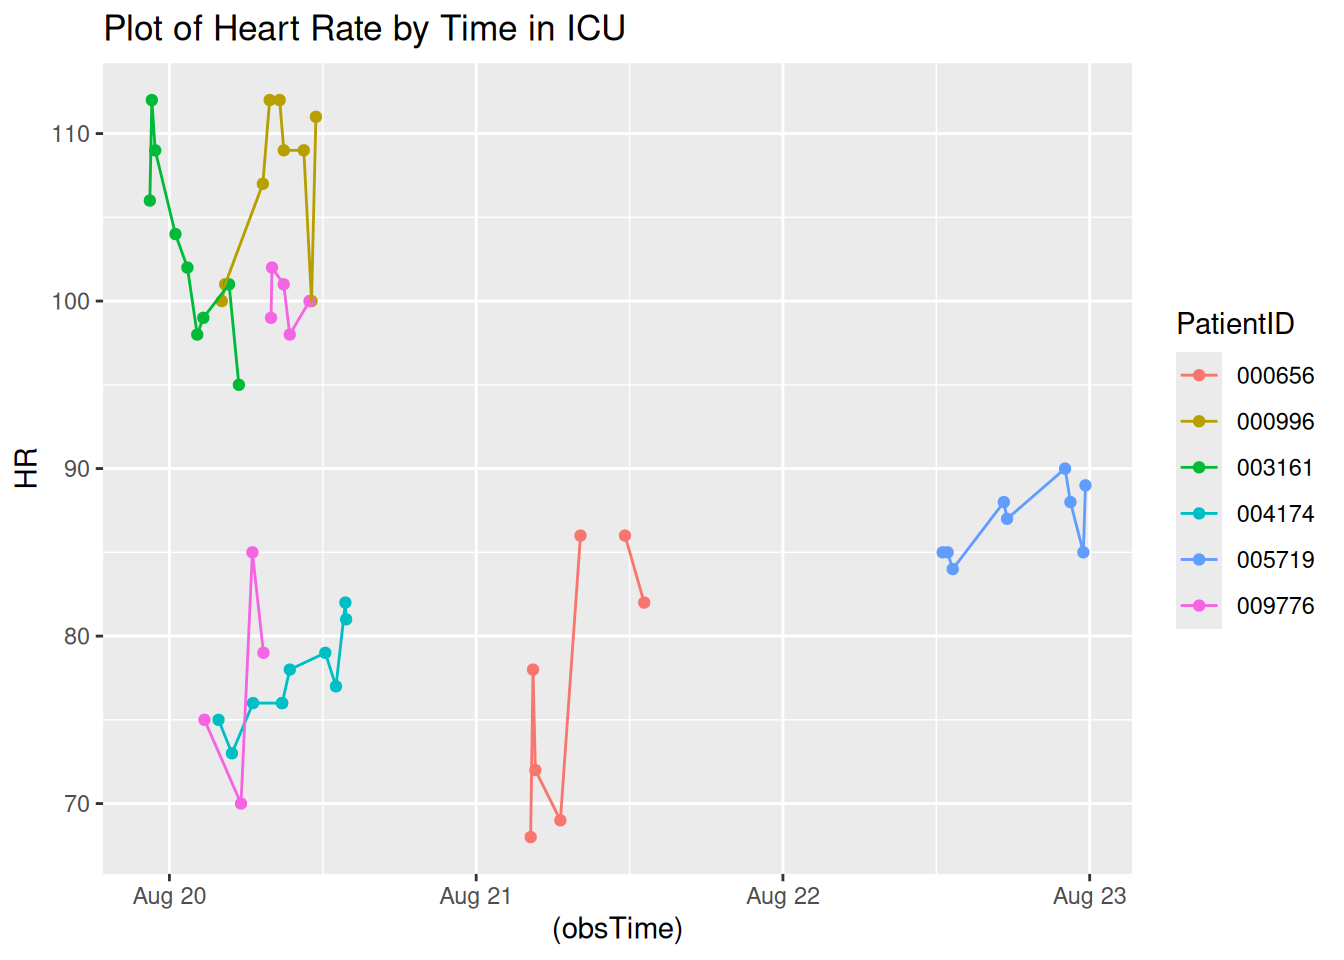 Plot of Heart Rate by Time in ICU
110
100
90
80
70
HR
Aug 20
Aug 21
Aug 22
Aug 23
(obsTime)
PatientID
000656
000996
003161
004174
005719
009776